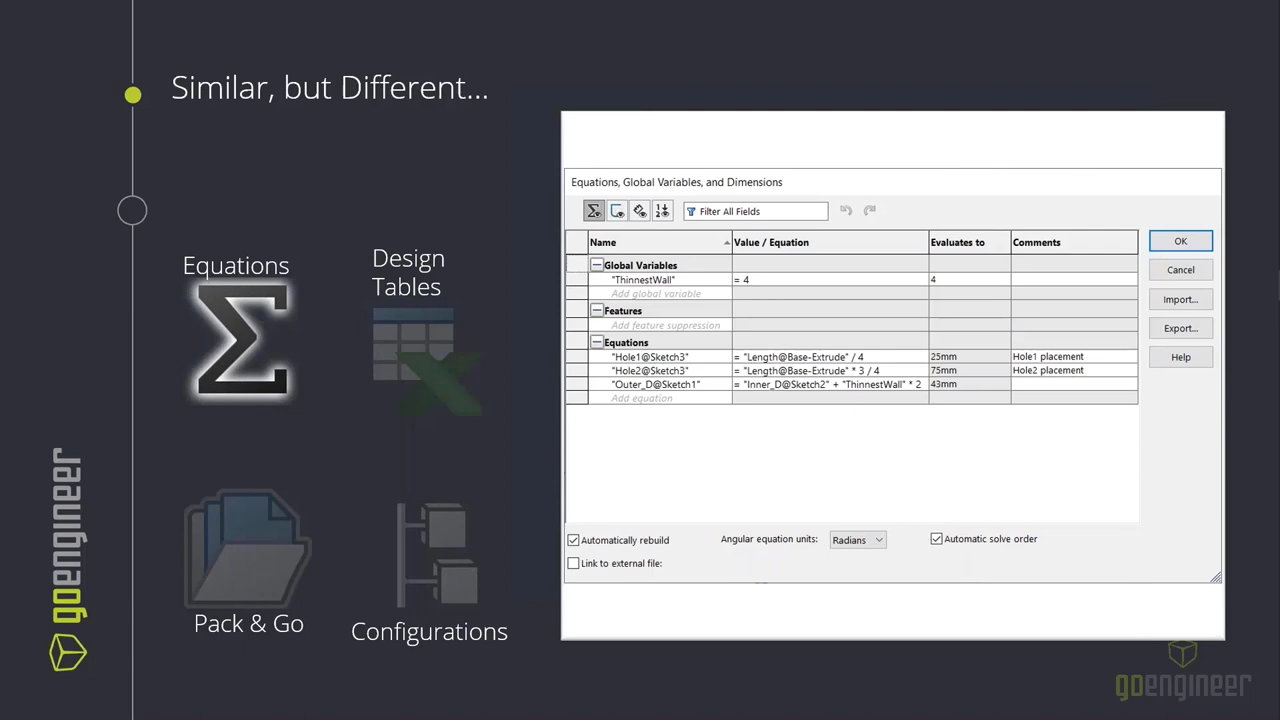 Similar, but Different...
Equations
Design
Tables
Pack & Go
Configurations
goengineer
Equations, Global Variables, and Dimensions
Filter All Fields
Name Value / Equation Evaluates to Comments
Global Variables
"ThinnestWall" = 4 4
Add global variable
Features
Add feature suppression
Equations
"Hole1@Sketch3" = "Length@Base-Extrude" / 4 25mm Hole1 placement
"Hole2@Sketch3" = "Length@Base-Extrude" * 3 / 4 75mm Hole2 placement
"Outer_D@Sketch1" = "Inner_D@Sketch2" + "ThinnestWall" * 2 43mm
Add equation
OK
Cancel
Import...
Export...
Help
Automatically rebuild Angular equation units: Radians Automatic solve order
Link to external file:
goengineer